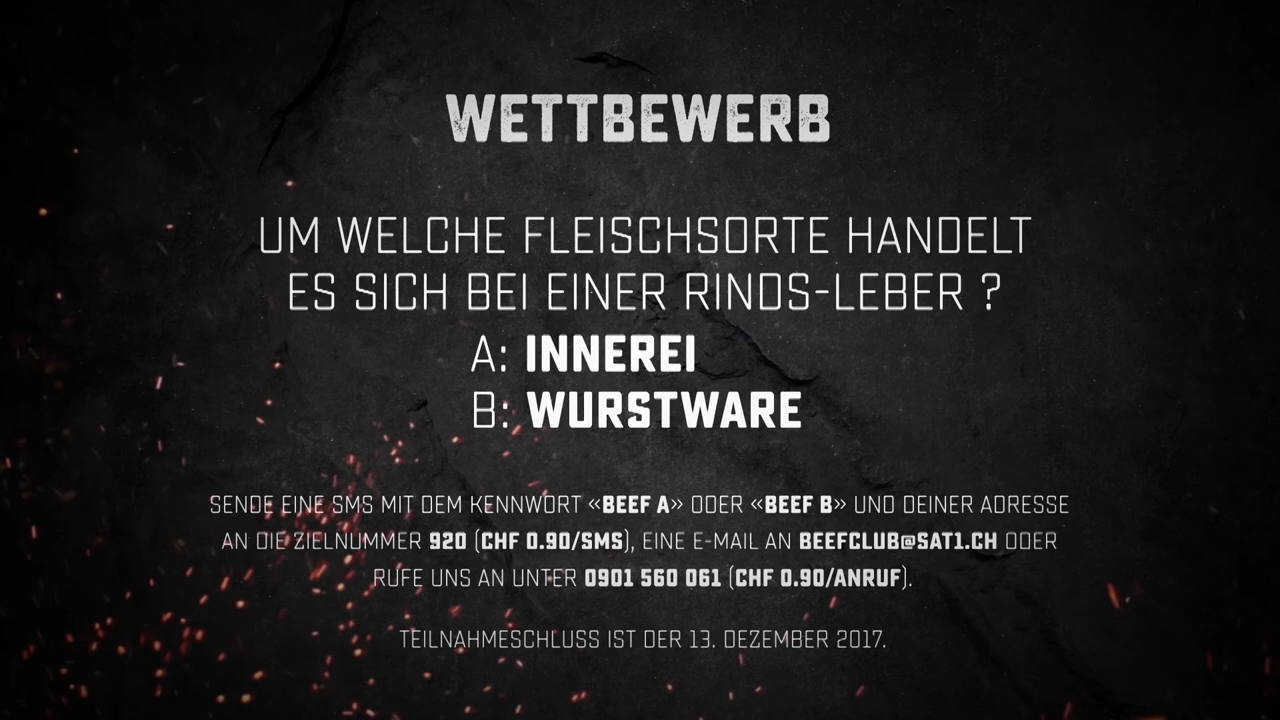 WETTBEWERB
UM WELCHE FLEISCHSORTE HANDELT
ES SICH BEI EINER RINDS-LEBER ?
A: INNEREI
B: WURSTWARE
SENDE EINE SMS MIT DEM KENNWORT «BEEF A» ODER «BEEF B» UND DEINER ADRESSE
AN DIE ZIELNUMMER 920 (CHF 0.90/SMS), EINE E-MAIL AN BEEFCLUB@SAT1.CH ODER
RUFE UNS AN UNTER 0901 560 061 (CHF 0.90/ANRUF).
TEILNAHMESCHLUSS IST DER 13. DEZEMBER 2017.